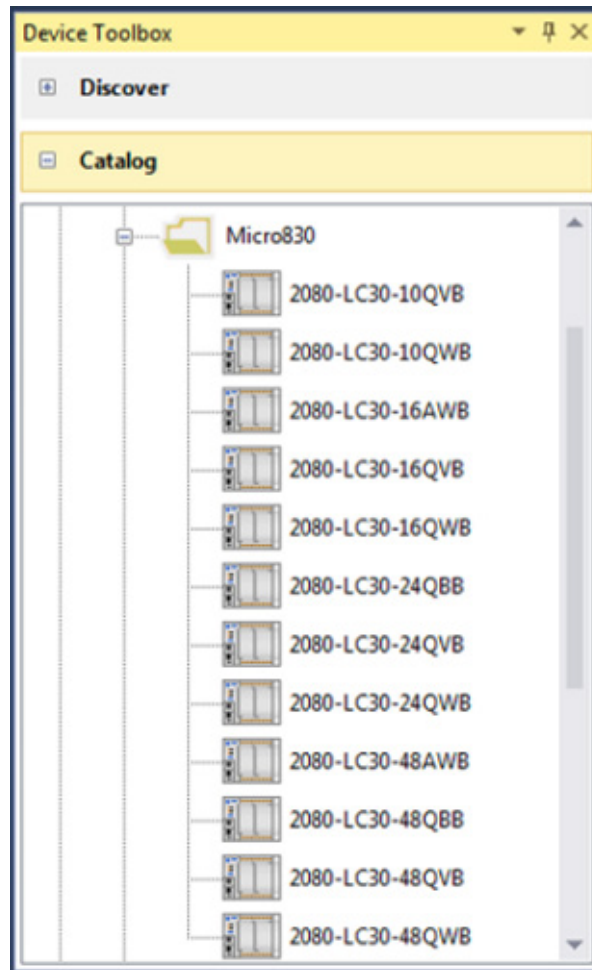 Device Toolbox
Discover
Catalog
Micro830
2080-LC30-10QVB
2080-LC30-10QWB
2080-LC30-16AWB
2080-LC30-16QVB
2080-LC30-16QWB
2080-LC30-24QBB
2080-LC30-24QVB
2080-LC30-24QWB
2080-LC30-48AWB
2080-LC30-48QBB
2080-LC30-48QVB
2080-LC30-48QWB